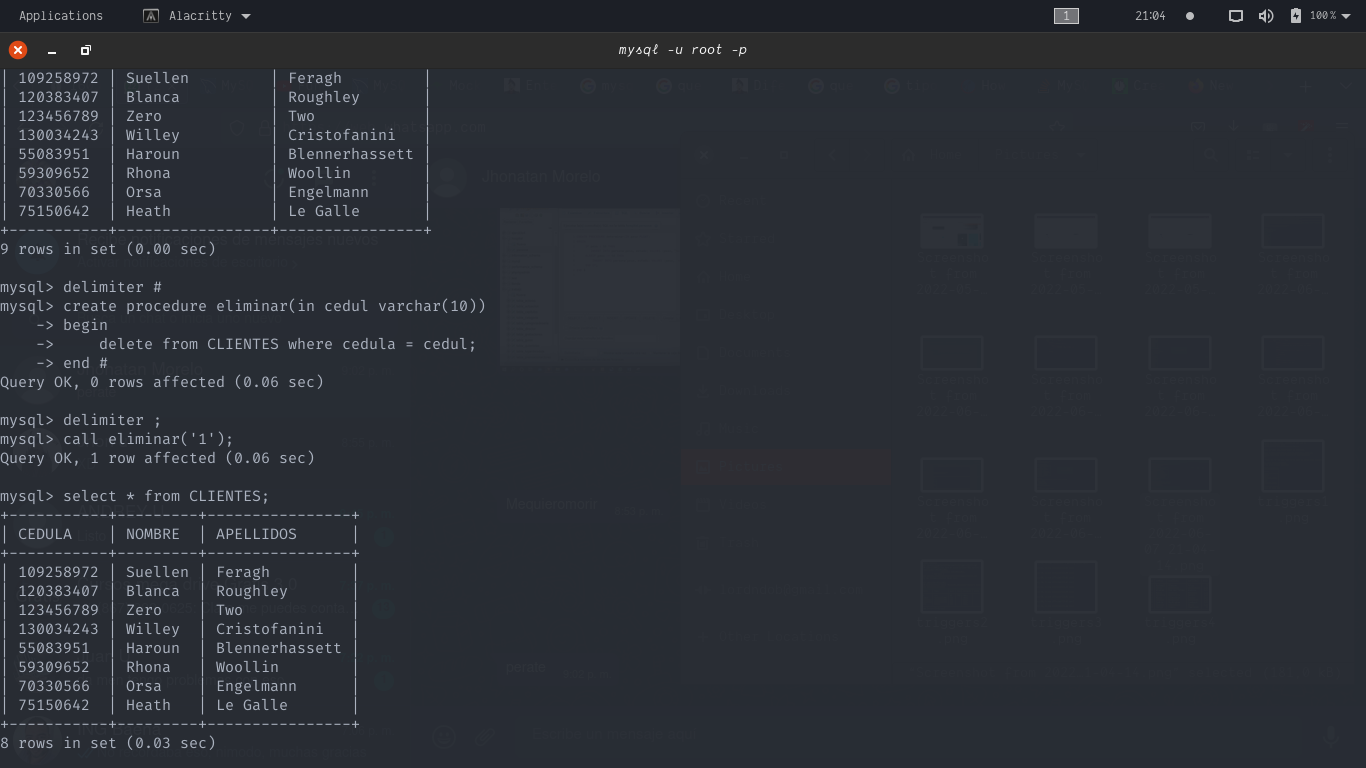 Applications
Alacritty
1
21:04
100%
mysql -u root -p
| 109258972 | Suellen         | Feragh         |
| 120383407 | Blanca          | Roughley       |
| 123456789 | Zero            | Two            |
| 130034243 | Willey          | Cristofanini   |
| 55083951  | Haroun          | Blennerhassett |
| 59309652  | Rhona           | Woollin        |
| 70330566  | Orsa            | Engelmann      |
| 75150642  | Heath           | Le Galle       |
+-----------+-----------------+----------------+
9 rows in set (0.00 sec)
mysql> delimiter #
mysql> create procedure eliminar(in cedul varchar(10))
    -> begin
    ->     delete from CLIENTES where cedula = cedul;
    -> end #
Query OK, 0 rows affected (0.06 sec)
mysql> delimiter ;
mysql> call eliminar('1');
Query OK, 1 row affected (0.06 sec)
mysql> select * from CLIENTES;
+-----------+---------+----------------+
| CEDULA    | NOMBRE  | APELLIDOS      |
+-----------+---------+----------------+
| 109258972 | Suellen | Feragh         |
| 120383407 | Blanca  | Roughley       |
| 123456789 | Zero    | Two            |
| 130034243 | Willey  | Cristofanini   |
| 55083951  | Haroun  | Blennerhassett |
| 59309652  | Rhona   | Woollin        |
| 70330566  | Orsa    | Engelmann      |
| 75150642  | Heath   | Le Galle       |
+-----------+---------+----------------+
8 rows in set (0.03 sec)